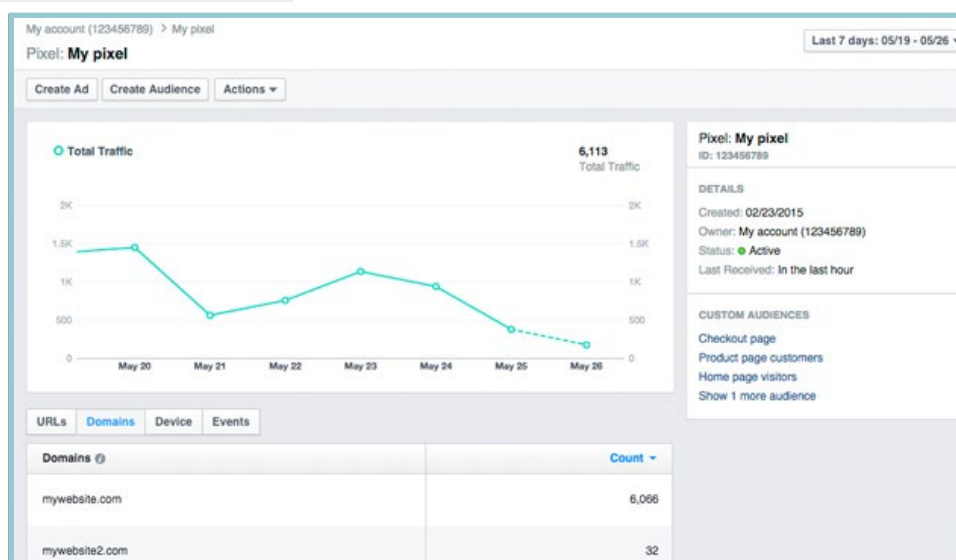 My account (123456789) > My pixel
Pixel: My pixel
Last 7 days: 05/19 - 05/26
Create Ad
Create Audience
Actions
Total Traffic
6,113
Total Traffic
2K
2K
1.5K
1.5K
1K
1K
500
500
0
0
May 20 May 21 May 22 May 23 May 24 May 25 May 26
Pixel: My pixel
ID: 123456789
DETAILS
Created: 02/23/2015
Owner: My account (123456789)
Status: Active
Last Received: In the last hour
CUSTOM AUDIENCES
Checkout page
Product page customers
Home page visitors
Show 1 more audience
URLs Domains Device Events
Domains Count
mywebsite.com 6,066
mywebsite2.com 32